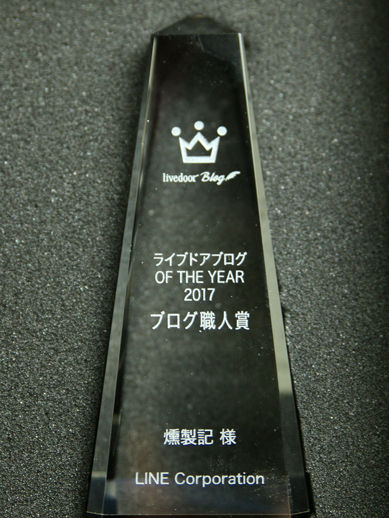 livedoor Blog
ライブドアブログ
OF THE YEAR
2017
ブログ職人賞
燻製記 様
LINE Corporation